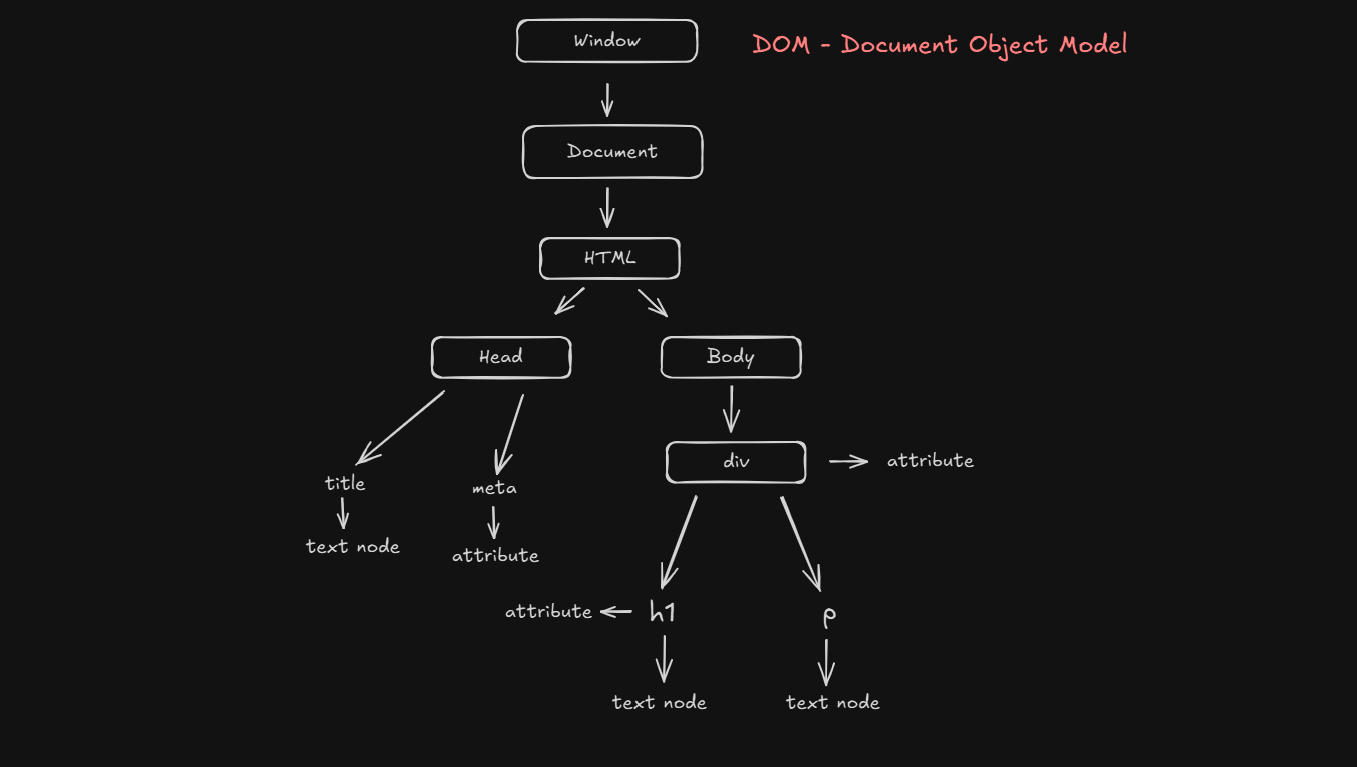 Window
DOM - Document Object Model
Document
HTML
Head
Body
div
attribute
title
meta
text node
attribute
attribute
h1
p
text node
text node